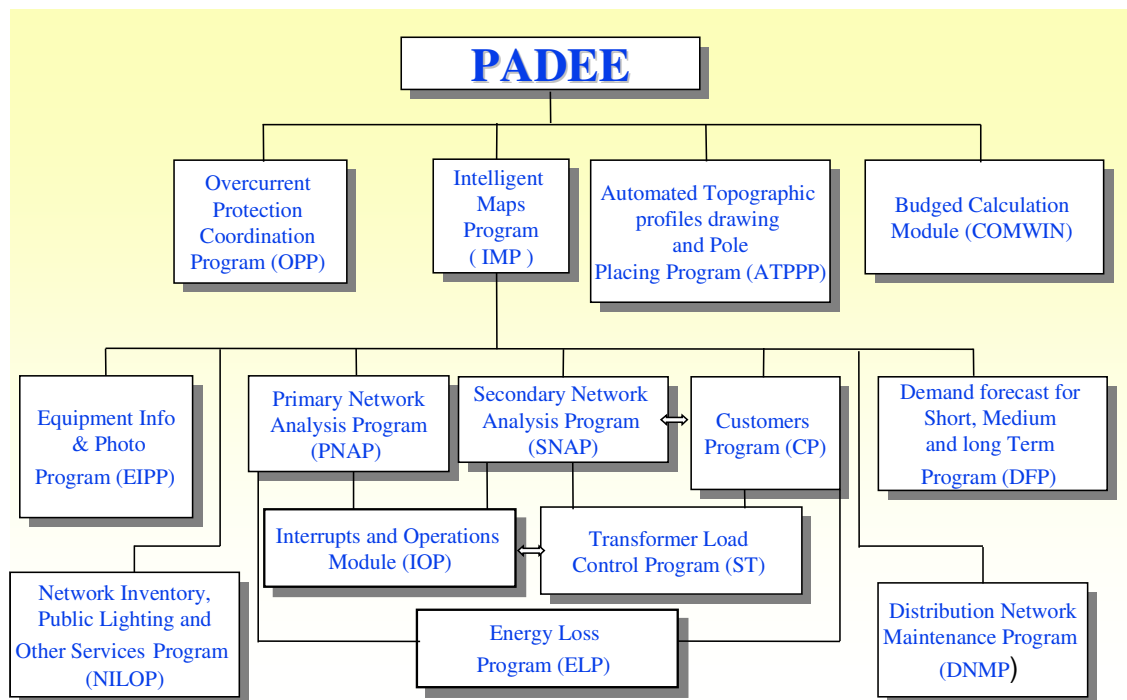 PADEE
Overcurrent
Protection
Coordination
Program (OPP)
Intelligent
Maps
Program
( IMP )
Automated Topographic
profiles drawing
and Pole
Placing Program (ATPPP)
Budged Calculation
Module (COMWIN)
Equipment Info
& Photo
Program (EIPP)
Primary Network
Analysis Program
(PNAP)
Secondary Network
Analysis Program
(SNAP)
Customers
Program (CP)
Demand forecast for
Short, Medium
and long Term
Program (DFP)
Interrupts and Operations
Module (IOP)
Transformer Load
Control Program (ST)
Network Inventory,
Public Lighting and
Other Services Program
(NILOP)
Energy Loss
Program (ELP)
Distribution Network
Maintenance Program
(DNMP)